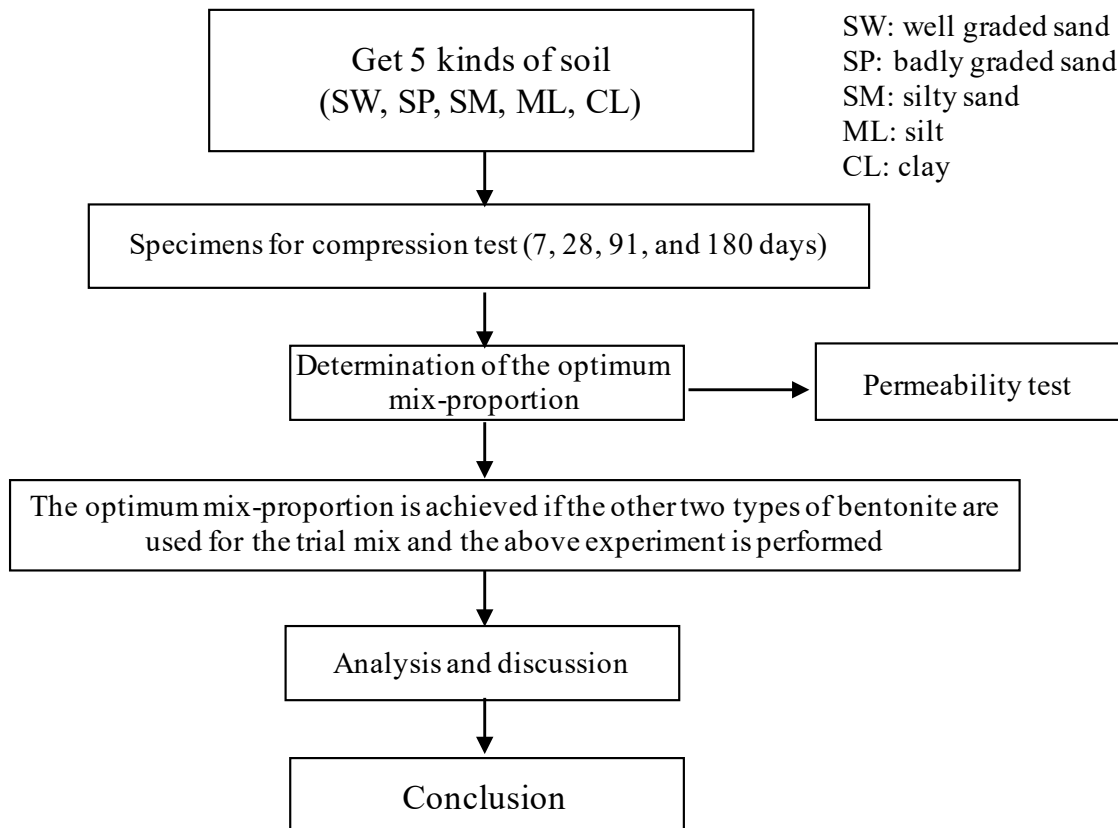 Get 5 kinds of soil
(SW, SP, SM, ML, CL)
SW: well graded sand
SP: badly graded sand
SM: silty sand
ML: silt
CL: clay
Specimens for compression test (7, 28, 91, and 180 days)
Determination of the optimum
mix-proportion
Permeability test
The optimum mix-proportion is achieved if the other two types of bentonite are
used for the trial mix and the above experiment is performed
Analysis and discussion
Conclusion